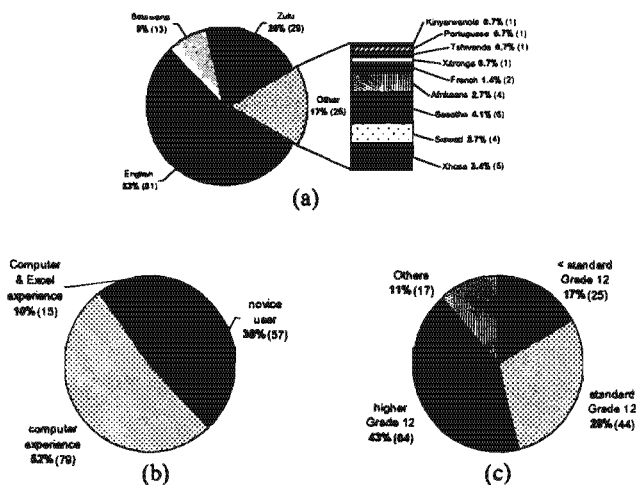 Botswana
9% (13)
Zulu
20% (29)
Other
17% (25)
English
53% (81)
Kinyarwanda 0.7% (1)
Portuguese 0.7% (1)
Tshivenda 0.7% (1)
Xitsonga 0.7% (1)
French 1.4% (2)
Afrikaans 2.7% (4)
Sesotho 4.1% (6)
Siswati 2.7% (4)
Xhosa 3.4% (5)
(a)
Computer
& Excel
experience
10% (15)
novice
user
38% (57)
computer
experience
52% (79)
(b)
Others
11% (17)
< standard
Grade 12
17% (25)
higher
Grade 12
43% (64)
standard
Grade 12
29% (44)
(c)